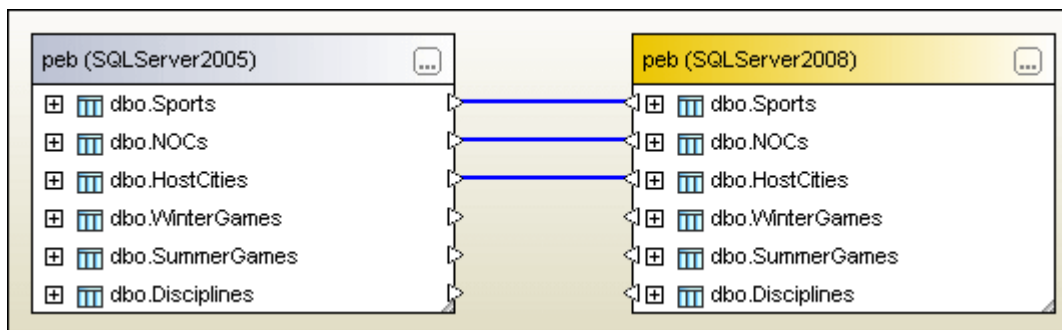 peb (SQLServer2005)
dbo.Sports
dbo.NOCs
dbo.HostCities
dbo.WinterGames
dbo.SummerGames
dbo.Disciplines
peb (SQLServer2008)
dbo.Sports
dbo.NOCs
dbo.HostCities
dbo.WinterGames
dbo.SummerGames
dbo.Disciplines